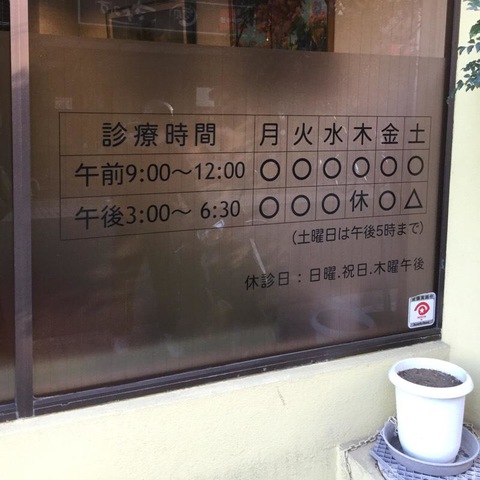 診療時間 月 火 水 木 金 土
午前9:00～12:00 ○ ○ ○ ○ ○ ○
午後3:00～ 6:30 ○ ○ ○ 休 ○ △
(土曜日は午後5時まで)
休診日：日曜.祝日.木曜午後